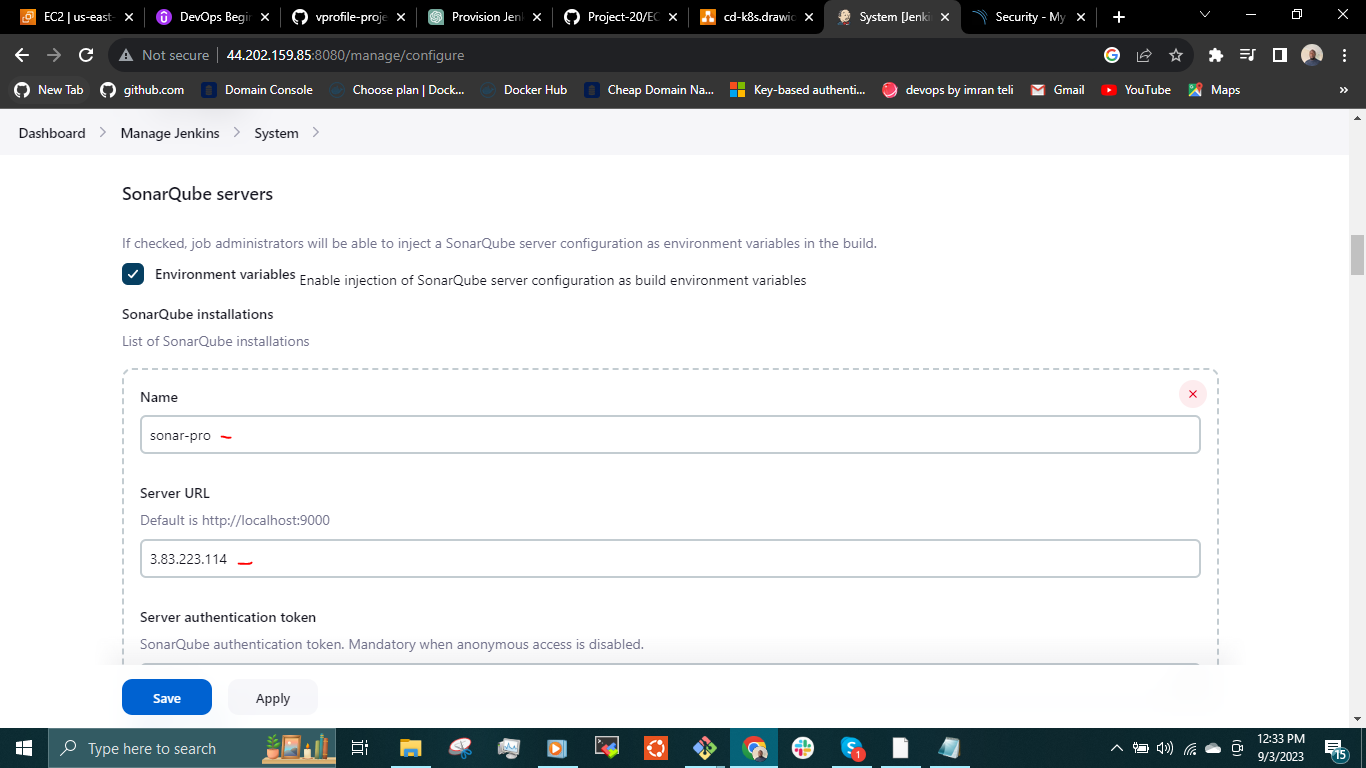 EC2 | us-east-
DevOps Begi
vprofile-proje
Provision Jen
Project-20/EC
cd-k8s.drawic
System [Jenki
Security - My
Not secure
44.202.159.85:8080/manage/configure
New Tab
github.com
Domain Console
Choose plan | Dock...
Docker Hub
Cheap Domain Na...
Key-based authenti...
devops by imran teli
Gmail
YouTube
Maps
»
Dashboard
Manage Jenkins
System
SonarQube servers
If checked, job administrators will be able to inject a SonarQube server configuration as environment variables in the build.
Environment variables Enable injection of SonarQube server configuration as build environment variables
SonarQube installations
List of SonarQube installations
Name
sonar-pro
Server URL
Default is http://localhost:9000
3.83.223.114
Server authentication token
SonarQube authentication token. Mandatory when anonymous access is disabled.
Save
Apply
Type here to search
1
12:33 PM
9/3/2023
15